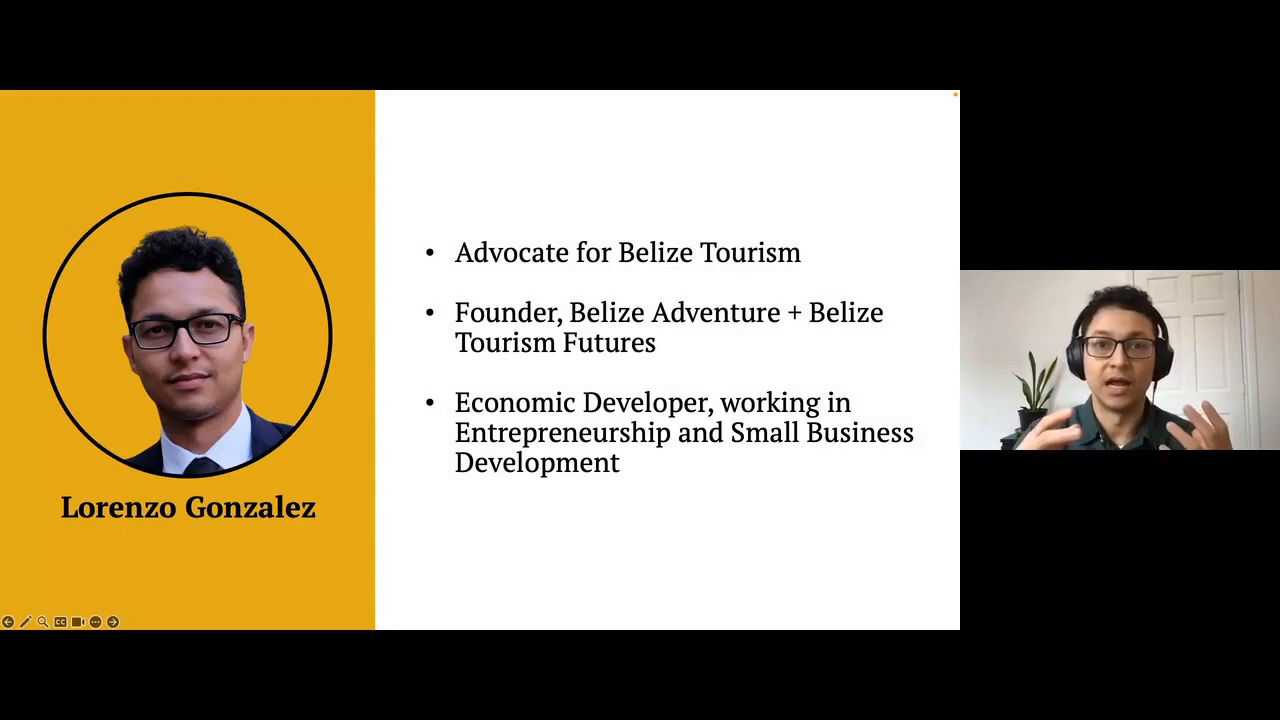 Lorenzo Gonzalez
• Advocate for Belize Tourism
• Founder, Belize Adventure + Belize
Tourism Futures
• Economic Developer, working in
Entrepreneurship and Small Business
Development
CC